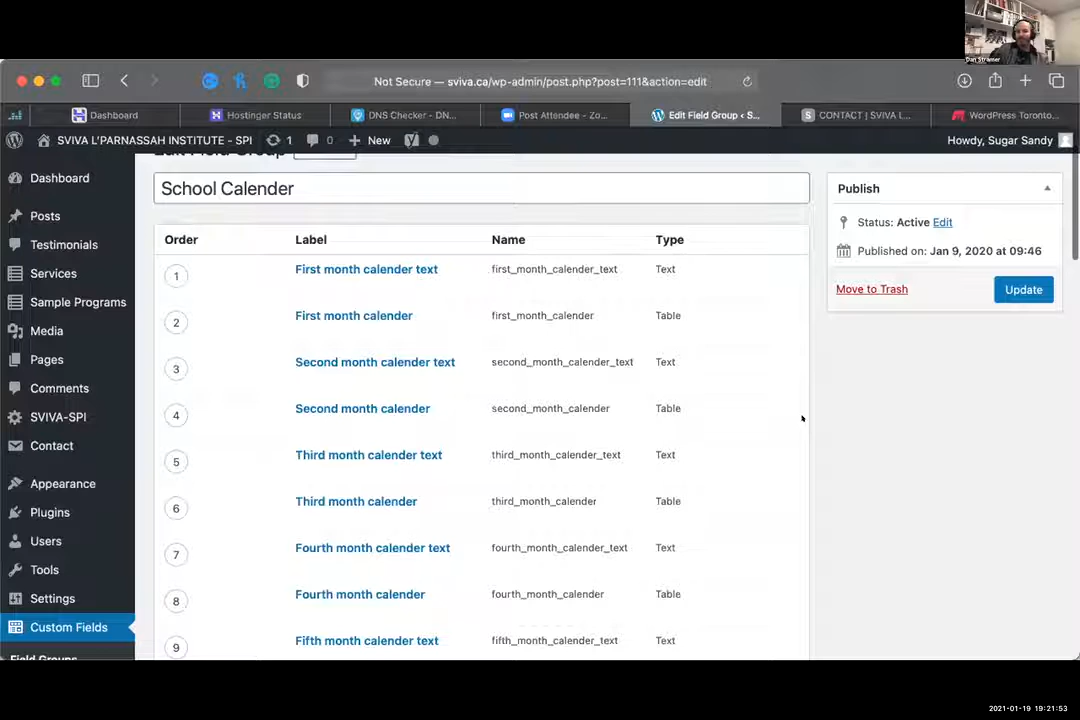 Dan Stramer
Not Secure — sviva.ca/wp-admin/post.php?post=111&action=edit
Dashboard
Hostinger Status
DNS Checker - DN...
Post Attendee - Zo...
Edit Field Group ‹ S...
CONTACT | SVIVA L...
WordPress Toronto...
SVIVA L'PARNASSAH INSTITUTE - SPI 1 0 New Howdy, Sugar Sandy
Edit Field Group
Dashboard
Posts
Testimonials
Services
Sample Programs
Media
Pages
Comments
SVIVA-SPI
Contact
Appearance
Plugins
Users
Tools
Settings
Custom Fields
Field Groups
School Calender
Order Label Name Type
1 First month calender text first_month_calender_text Text
2 First month calender first_month_calender Table
3 Second month calender text second_month_calender_text Text
4 Second month calender second_month_calender Table
5 Third month calender text third_month_calender_text Text
6 Third month calender third_month_calender Table
7 Fourth month calender text fourth_month_calender_text Text
8 Fourth month calender fourth_month_calender Table
9 Fifth month calender text fifth_month_calender_text Text
Publish
Status: Active Edit
Published on: Jan 9, 2020 at 09:46
Move to Trash Update
2021-01-19 19:21:53